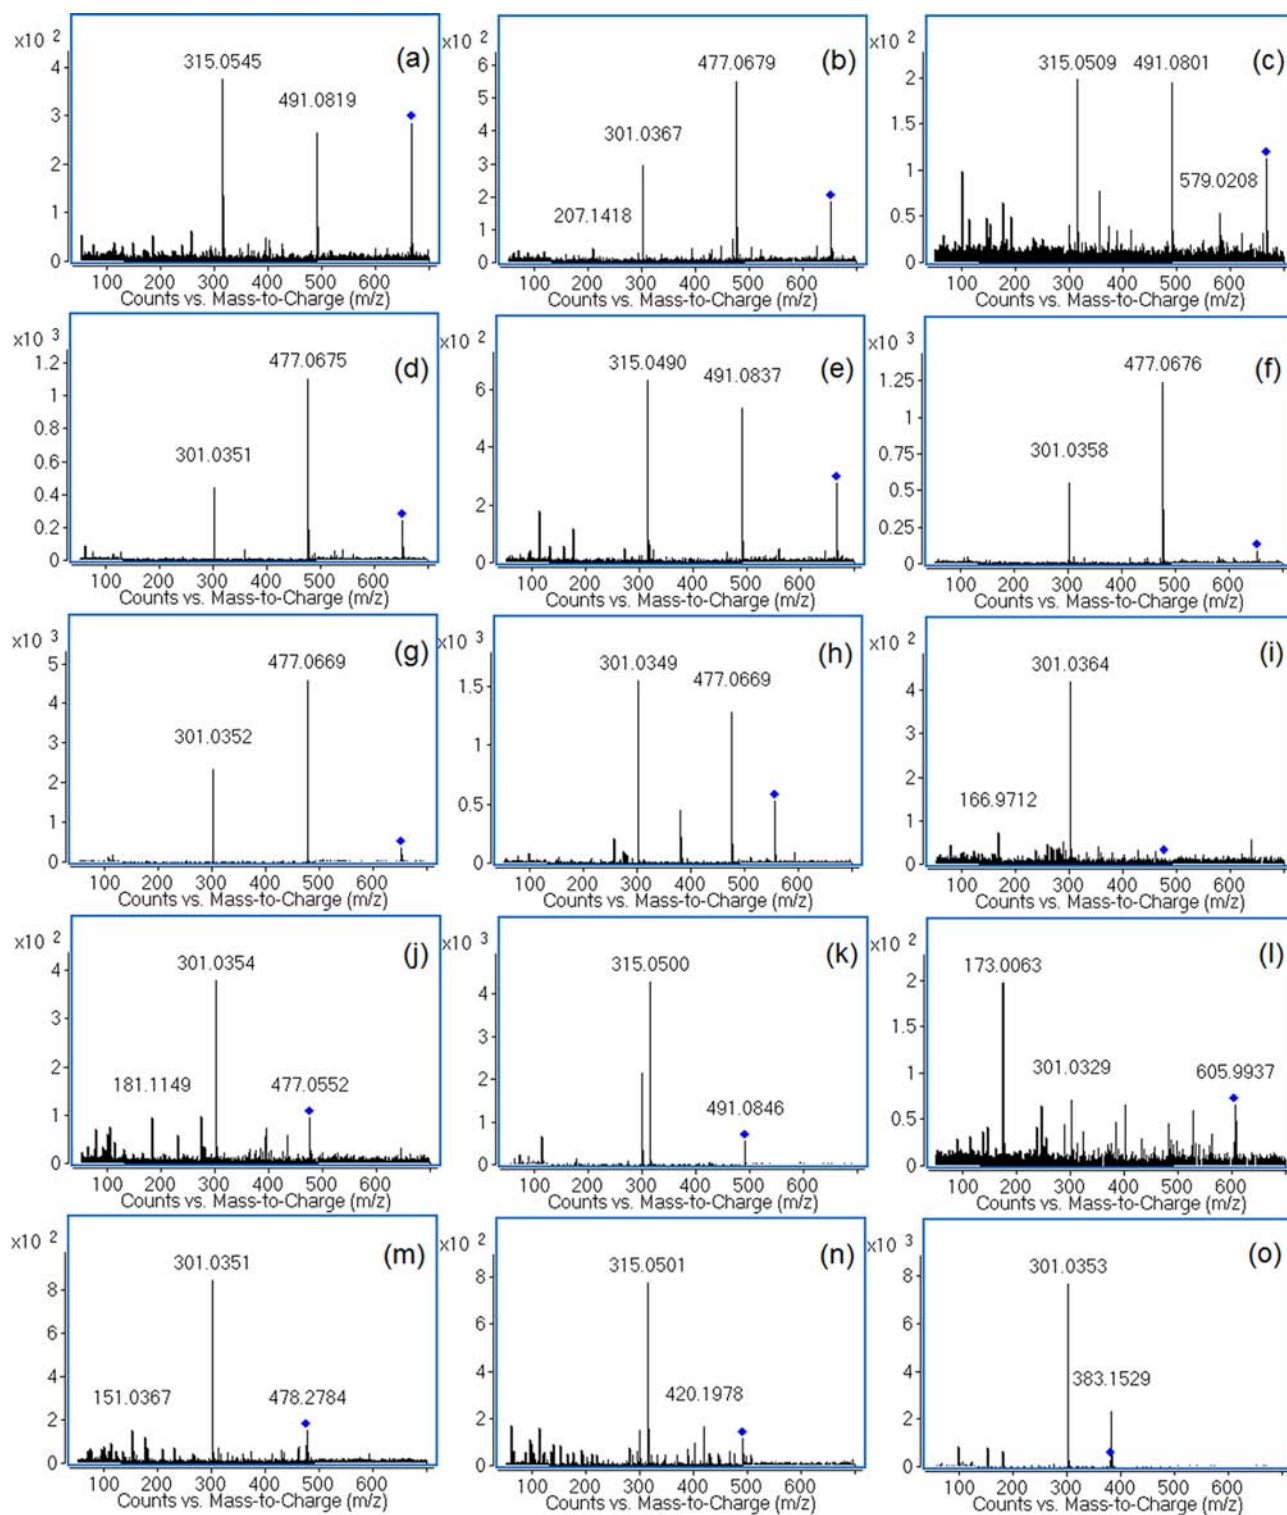 x10 2
(a)
315.0545
491.0819
4
3
2
1
0
100 200 300 400 500 600
Counts vs. Mass-to-Charge (m/z)
x10 2
(b)
477.0679
301.0367
207.1418
6
5
4
3
2
1
0
100 200 300 400 500 600
Counts vs. Mass-to-Charge (m/z)
x10 2
(c)
315.0509 491.0801
579.0208
2
1.5
1
0.5
0
100 200 300 400 500 600
Counts vs. Mass-to-Charge (m/z)
x10 3
(d)
477.0675
301.0351
1.2
1
0.8
0.6
0.4
0.2
0
100 200 300 400 500 600
Counts vs. Mass-to-Charge (m/z)
x10 2
(e)
315.0490
491.0837
6
4
2
0
100 200 300 400 500 600
Counts vs. Mass-to-Charge (m/z)
x10 3
(f)
477.0676
301.0358
1.25
1
0.75
0.5
0.25
0
100 200 300 400 500 600
Counts vs. Mass-to-Charge (m/z)
x10 3
(g)
477.0669
301.0352
5
4
3
2
1
0
100 200 300 400 500 600
Counts vs. Mass-to-Charge (m/z)
x10 3
(h)
301.0349
477.0669
1.5
1
0.5
0
100 200 300 400 500 600
Counts vs. Mass-to-Charge (m/z)
x10 2
(i)
301.0364
166.9712
4
2
0
100 200 300 400 500 600
Counts vs. Mass-to-Charge (m/z)
x10 2
(j)
301.0354
181.1149
477.0552
4
3
2
1
0
100 200 300 400 500 600
Counts vs. Mass-to-Charge (m/z)
x10 3
(k)
315.0500
491.0846
4
3
2
1
0
100 200 300 400 500 600
Counts vs. Mass-to-Charge (m/z)
x10 2
(l)
173.0063
301.0329
605.9937
2
1.5
1
0.5
0
100 200 300 400 500 600
Counts vs. Mass-to-Charge (m/z)
x10 2
(m)
301.0351
151.0367
478.2784
8
6
4
2
0
100 200 300 400 500 600
Counts vs. Mass-to-Charge (m/z)
x10 2
(n)
315.0501
420.1978
8
6
4
2
0
100 200 300 400 500 600
Counts vs. Mass-to-Charge (m/z)
x10 3
(o)
301.0353
383.1529
8
6
4
2
0
100 200 300 400 500 600
Counts vs. Mass-to-Charge (m/z)